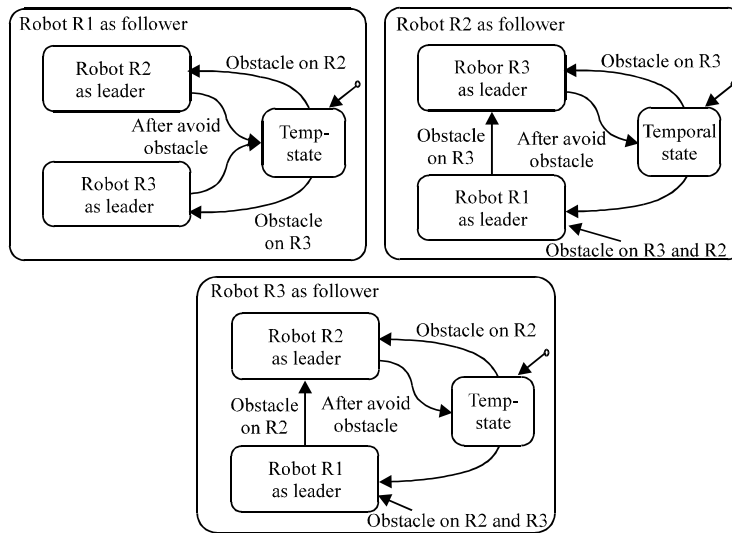 Robot R1 as follower
Robot R2
as leader
Obstacle on R2
After avoid
obstacle
Temp-
state
Robot R3
as leader
Obstacle
on R3
Robot R2 as follower
Robor R3
as leader
Obstacle on R3
Obstacle
on R3
After avoid
obstacle
Temporal
state
Robot R1
as leader
Obstacle on R3 and R2
Robot R3 as follower
Robot R2
as leader
Obstacle on R2
Obstacle
on R2
After avoid
obstacle
Temp-
state
Robot R1
as leader
Obstacle on R2 and R3